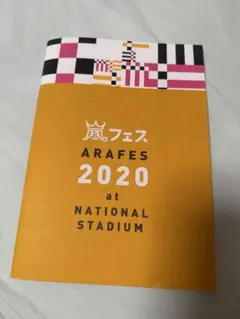 嵐フェス
ARAFES
2020
at
NATIONAL
STADIUM